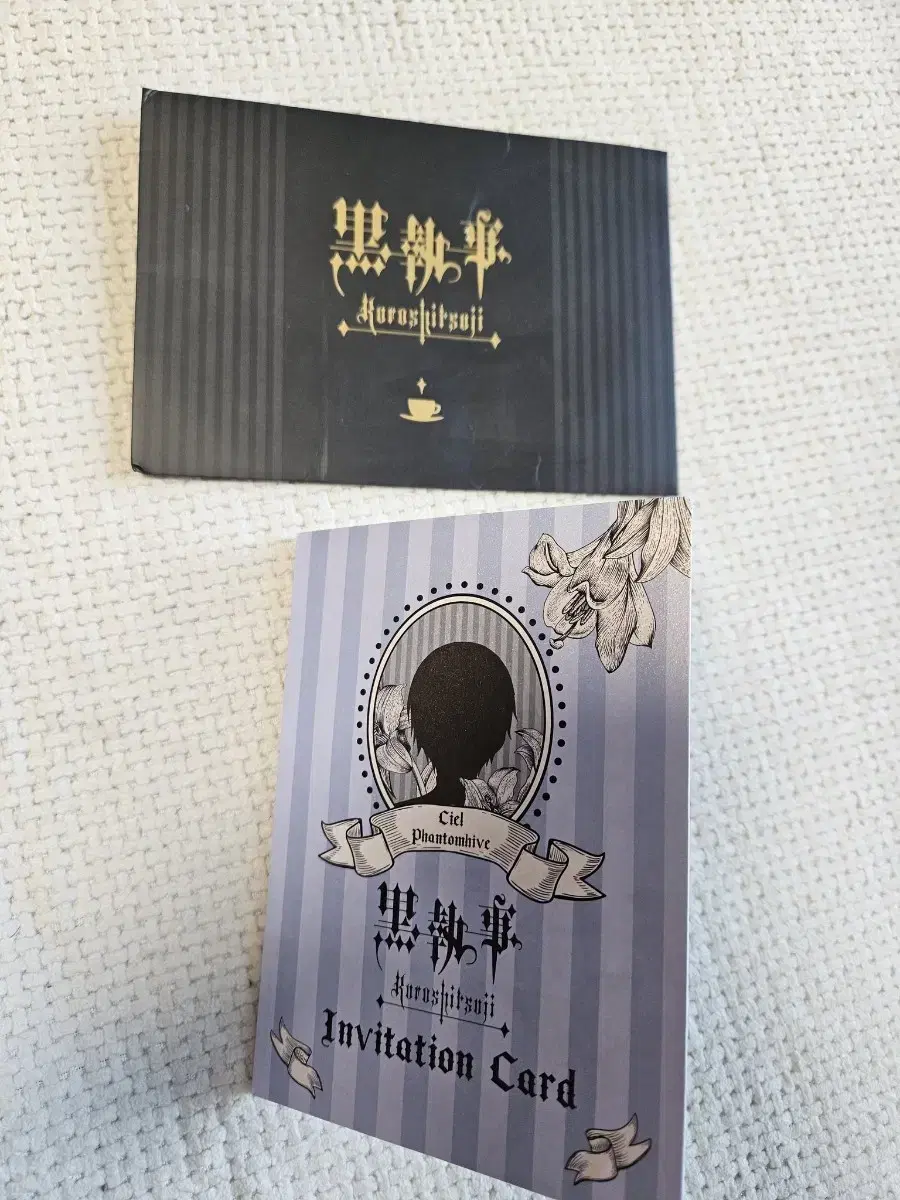 黒執事
Kuroshitsuji
Ciel
Phantomhive
黒執事
Kuroshitsuji
Invitation Card